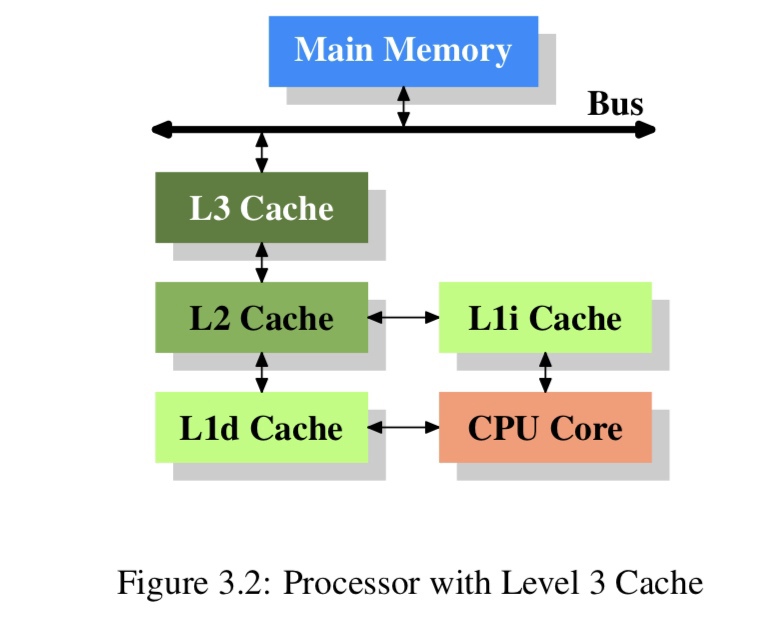 Main Memory
Bus
L3 Cache
L2 Cache
L1i Cache
L1d Cache
CPU Core
Figure 3.2: Processor with Level 3 Cache